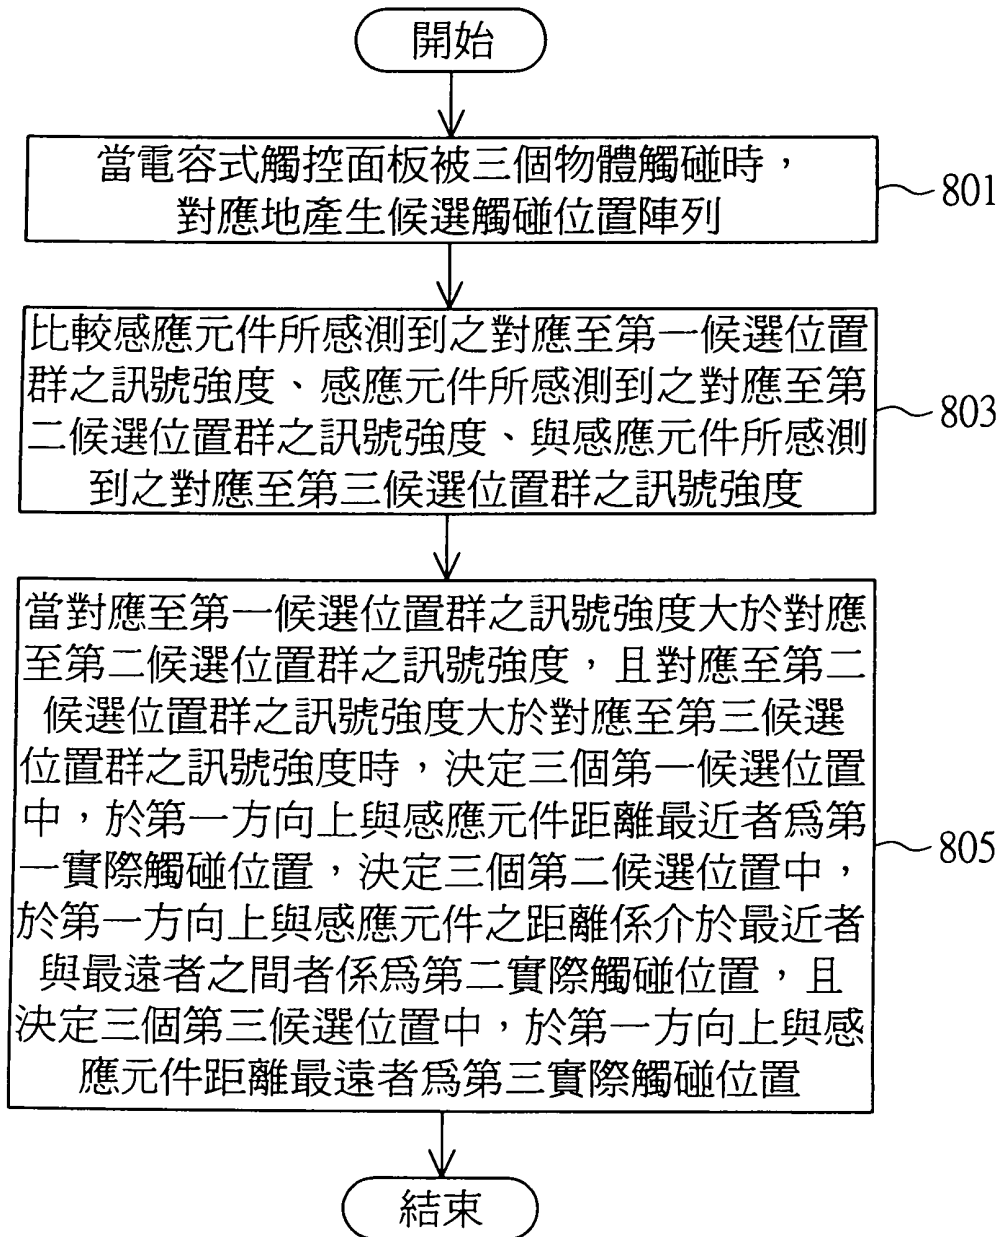 開始
當電容式觸控面板被三個物體觸碰時，
對應地產生候選觸碰位置陣列
801
比較感應元件所感測到之對應至第一候選位置
群之訊號強度、感應元件所感測到之對應至第
二候選位置群之訊號強度、與感應元件所感測
到之對應至第三候選位置群之訊號強度
803
當對應至第一候選位置群之訊號強度大於對應
至第二候選位置群之訊號強度，且對應至第二
候選位置群之訊號強度大於對應至第三候選
位置群之訊號強度時，決定三個第一候選位置
中，於第一方向上與感應元件距離最近者爲第
一實際觸碰位置，決定三個第二候選位置中，
於第一方向上與感應元件之距離係介於最近者
與最遠者之間者係爲第二實際觸碰位置，且
決定三個第三候選位置中，於第一方向上與感
應元件距離最遠者爲第三實際觸碰位置
805
結束